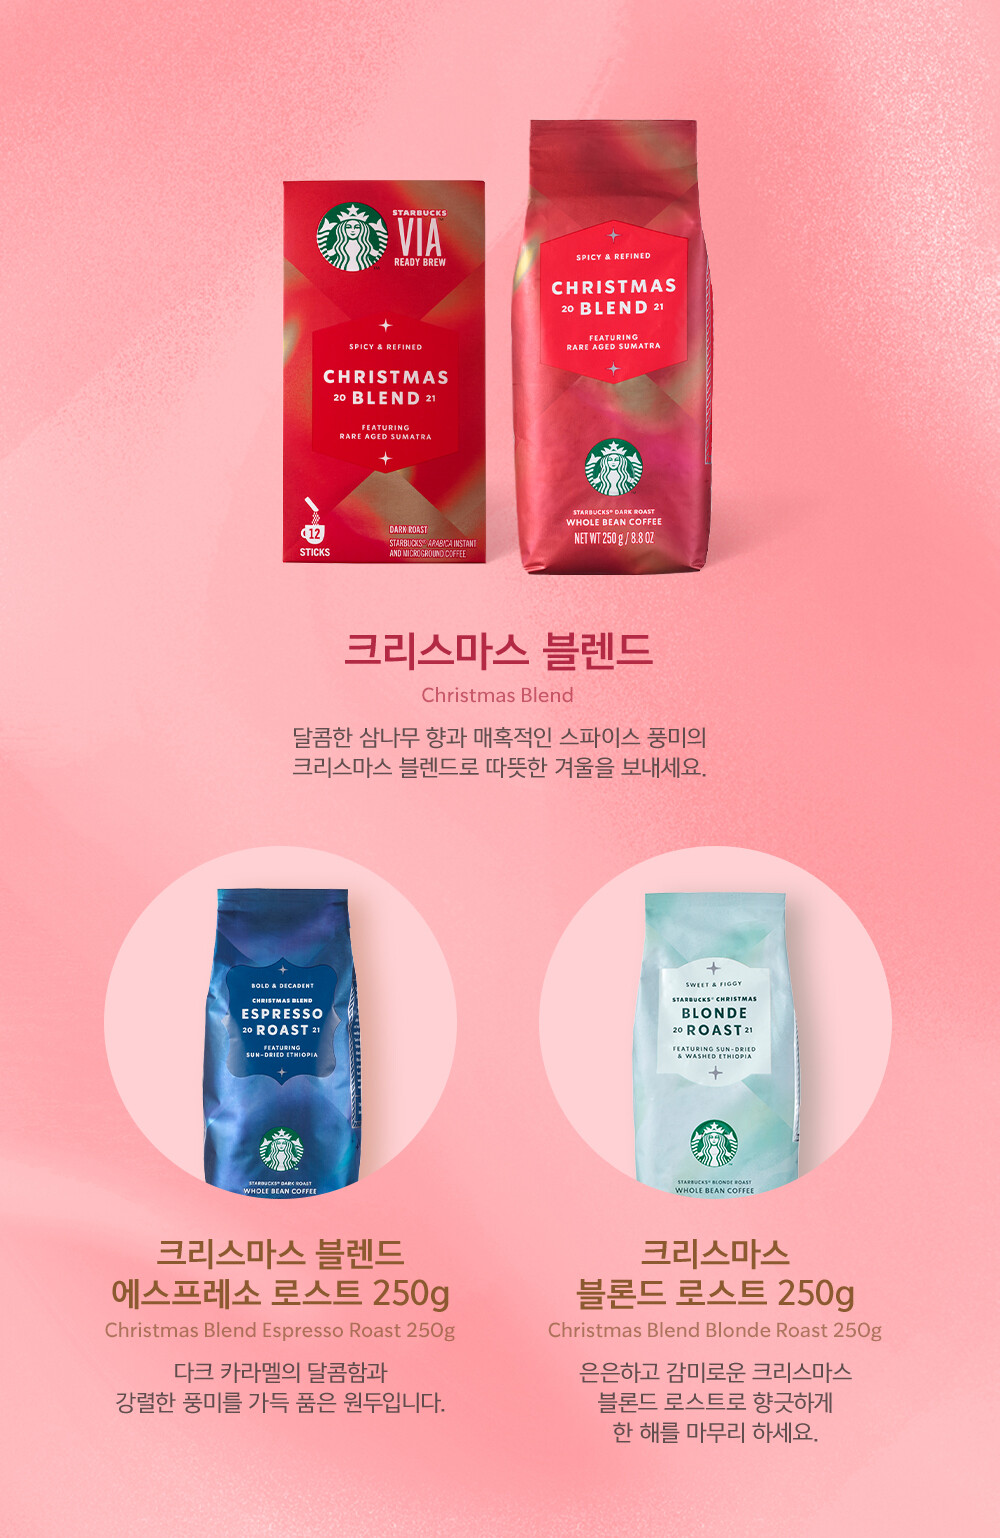 STARBUCKS
VIA
READY BREW
SPICY & REFINED
CHRISTMAS
20 BLEND 21
FEATURING
RARE AGED SUMATRA
12
STICKS
DARK ROAST
STARBUCKS® ARABICA INSTANT
AND MICROGROUND COFFEE
SPICY & REFINED
CHRISTMAS
20 BLEND 21
FEATURING
RARE AGED SUMATRA
STARBUCKS® DARK ROAST
WHOLE BEAN COFFEE
NET WT 250 g / 8.8 OZ
크리스마스 블렌드
Christmas Blend
달콤한 삼나무 향과 매혹적인 스파이스 풍미의
크리스마스 블렌드로 따뜻한 겨울을 보내세요.
BOLD & DECADENT
CHRISTMAS BLEND
ESPRESSO
20 ROAST 21
FEATURING
SUN-DRIED ETHIOPIA
STARBUCKS® DARK ROAST
WHOLE BEAN COFFEE
크리스마스 블렌드
에스프레소 로스트 250g
Christmas Blend Espresso Roast 250g
다크 카라멜의 달콤함과
강렬한 풍미를 가득 품은 원두입니다.
SWEET & FIGGY
STARBUCKS® CHRISTMAS
BLONDE
20 ROAST 21
FEATURING SUN-DRIED
& WASHED ETHIOPIA
STARBUCKS® BLONDE ROAST
WHOLE BEAN COFFEE
크리스마스
블론드 로스트 250g
Christmas Blend Blonde Roast 250g
은은하고 감미로운 크리스마스
블론드 로스트로 향긋하게
한 해를 마무리 하세요.